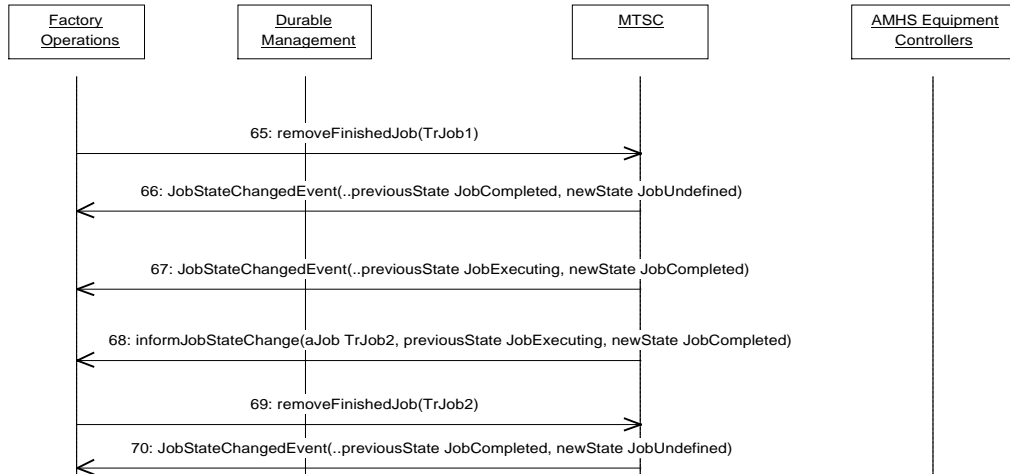 Factory
Operations
Durable
Management
MTSC
AMHS Equipment
Controllers
65: removeFinishedJob(TrJob1)
66: JobStateChangedEvent(..previousState JobCompleted, newState JobUndefined)
67: JobStateChangedEvent(..previousState JobExecuting, newState JobCompleted)
68: informJobStateChange(aJob TrJob2, previousState JobExecuting, newState JobCompleted)
69: removeFinishedJob(TrJob2)
70: JobStateChangedEvent(..previousState JobCompleted, newState JobUndefined)